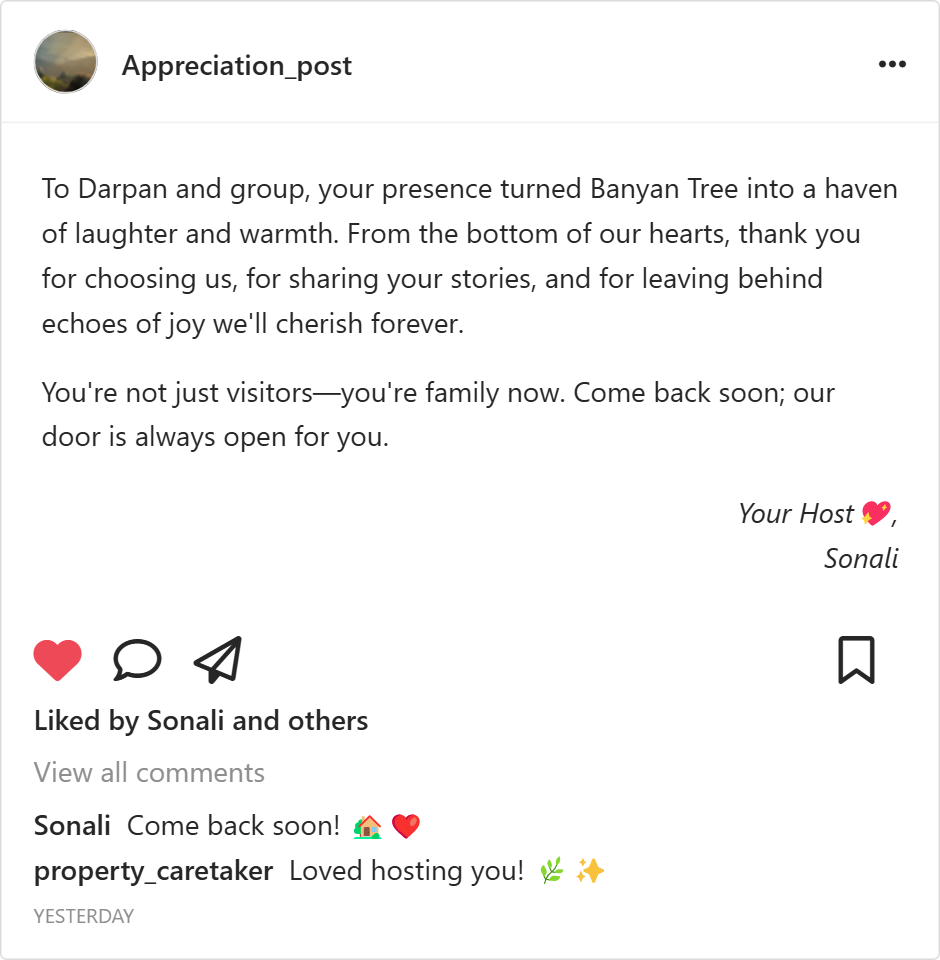 Appreciation_post
To Darpan and group, your presence turned Banyan Tree into a haven
of laughter and warmth. From the bottom of our hearts, thank you
for choosing us, for sharing your stories, and for leaving behind
echoes of joy we'll cherish forever.
You're not just visitors—you're family now. Come back soon; our
door is always open for you.
Your Host 💖,
Sonali
Liked by Sonali and others
View all comments
Sonali Come back soon! 🏡 ❤️
property_caretaker Loved hosting you! 🌿 ✨
YESTERDAY